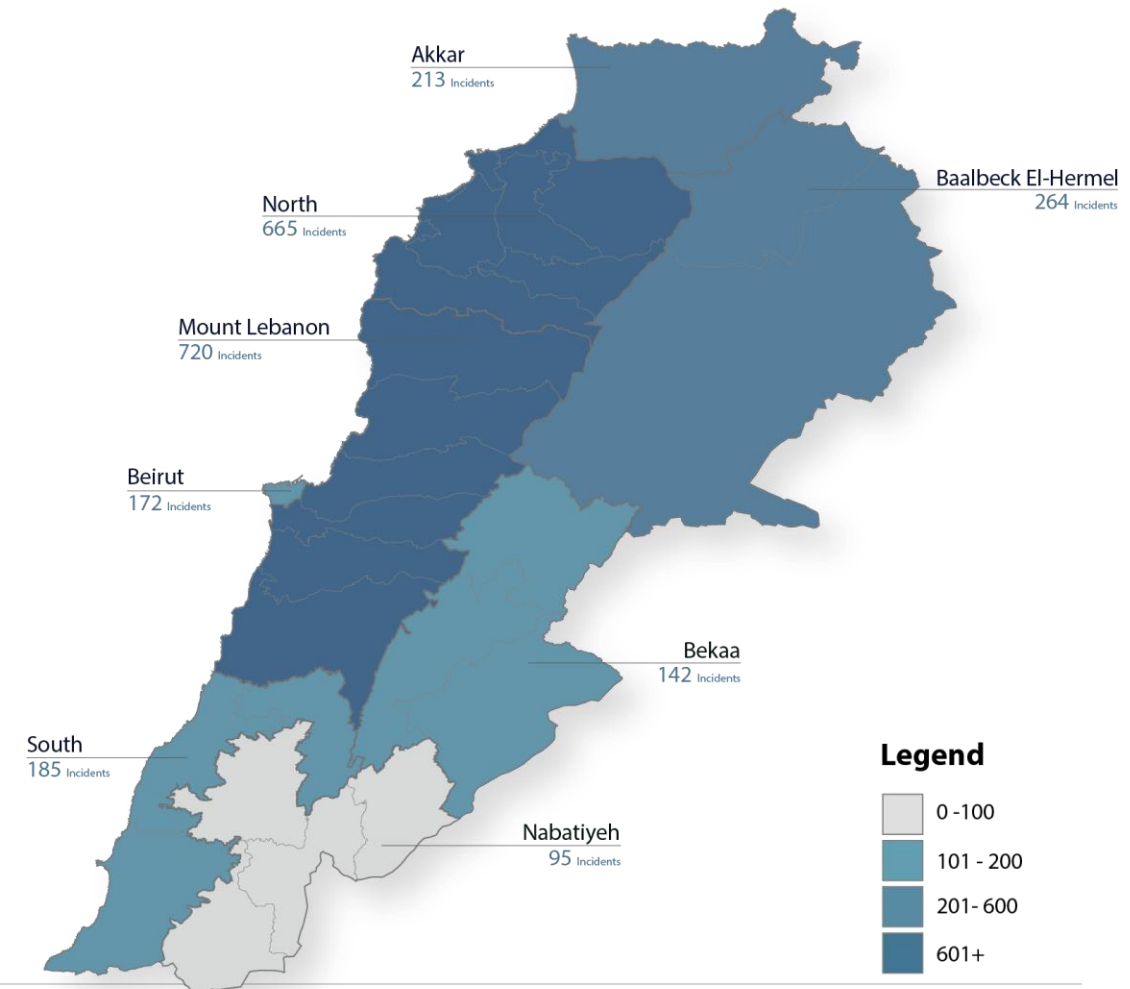 Akkar
213 Incidents
Baalbeck El-Hermel
264 Incidents
North
665 Incidents
Mount Lebanon
720 Incidents
Beirut
172 Incidents
Bekaa
142 Incidents
South
185 Incidents
Nabatiyeh
95 Incidents
Legend
0 -100
101 - 200
201- 600
601+